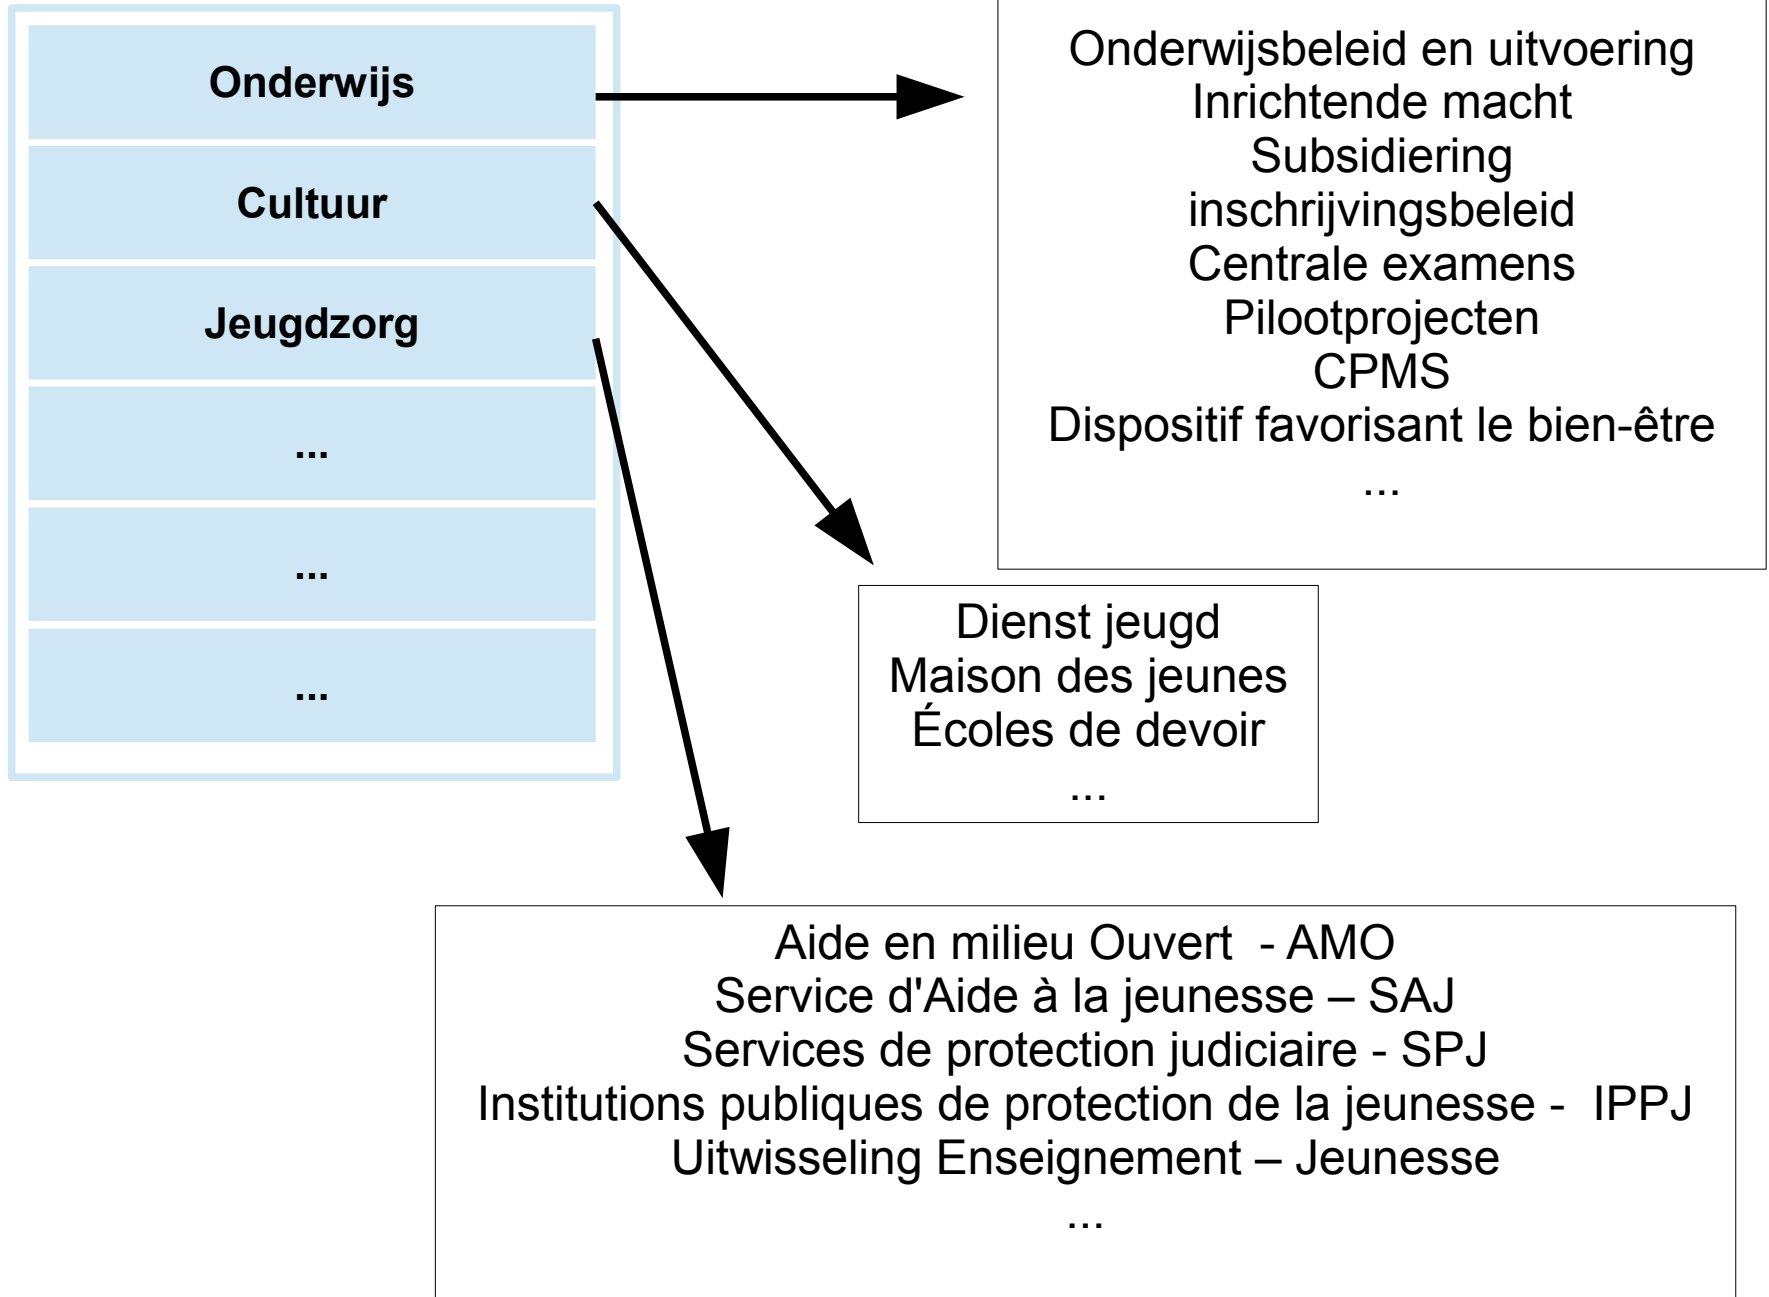 Onderwijs
Cultuur
Jeugdzorg
...
...
...
Onderwijsbeleid en uitvoering
Inrichtende macht
Subsidiering
inschrijvingsbeleid
Centrale examens
Pilootprojecten
CPMS
Dispositif favorisant le bien-être
...
Dienst jeugd
Maison des jeunes
Écoles de devoir
...
Aide en milieu Ouvert  - AMO
Service d'Aide à la jeunesse – SAJ
Services de protection judiciaire - SPJ
Institutions publiques de protection de la jeunesse -  IPPJ
Uitwisseling Enseignement – Jeunesse
...